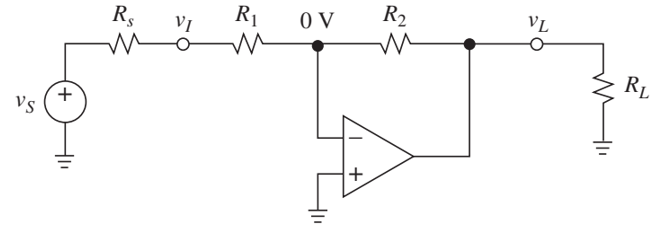 R_s v_I R_1 0 V R_2 v_L
v_S + R_L
−
+